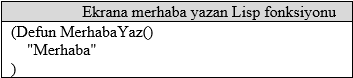 Ekrana merhaba yazan Lisp fonksiyonu
(Defun MerhabaYaz()
"Merhaba"
)